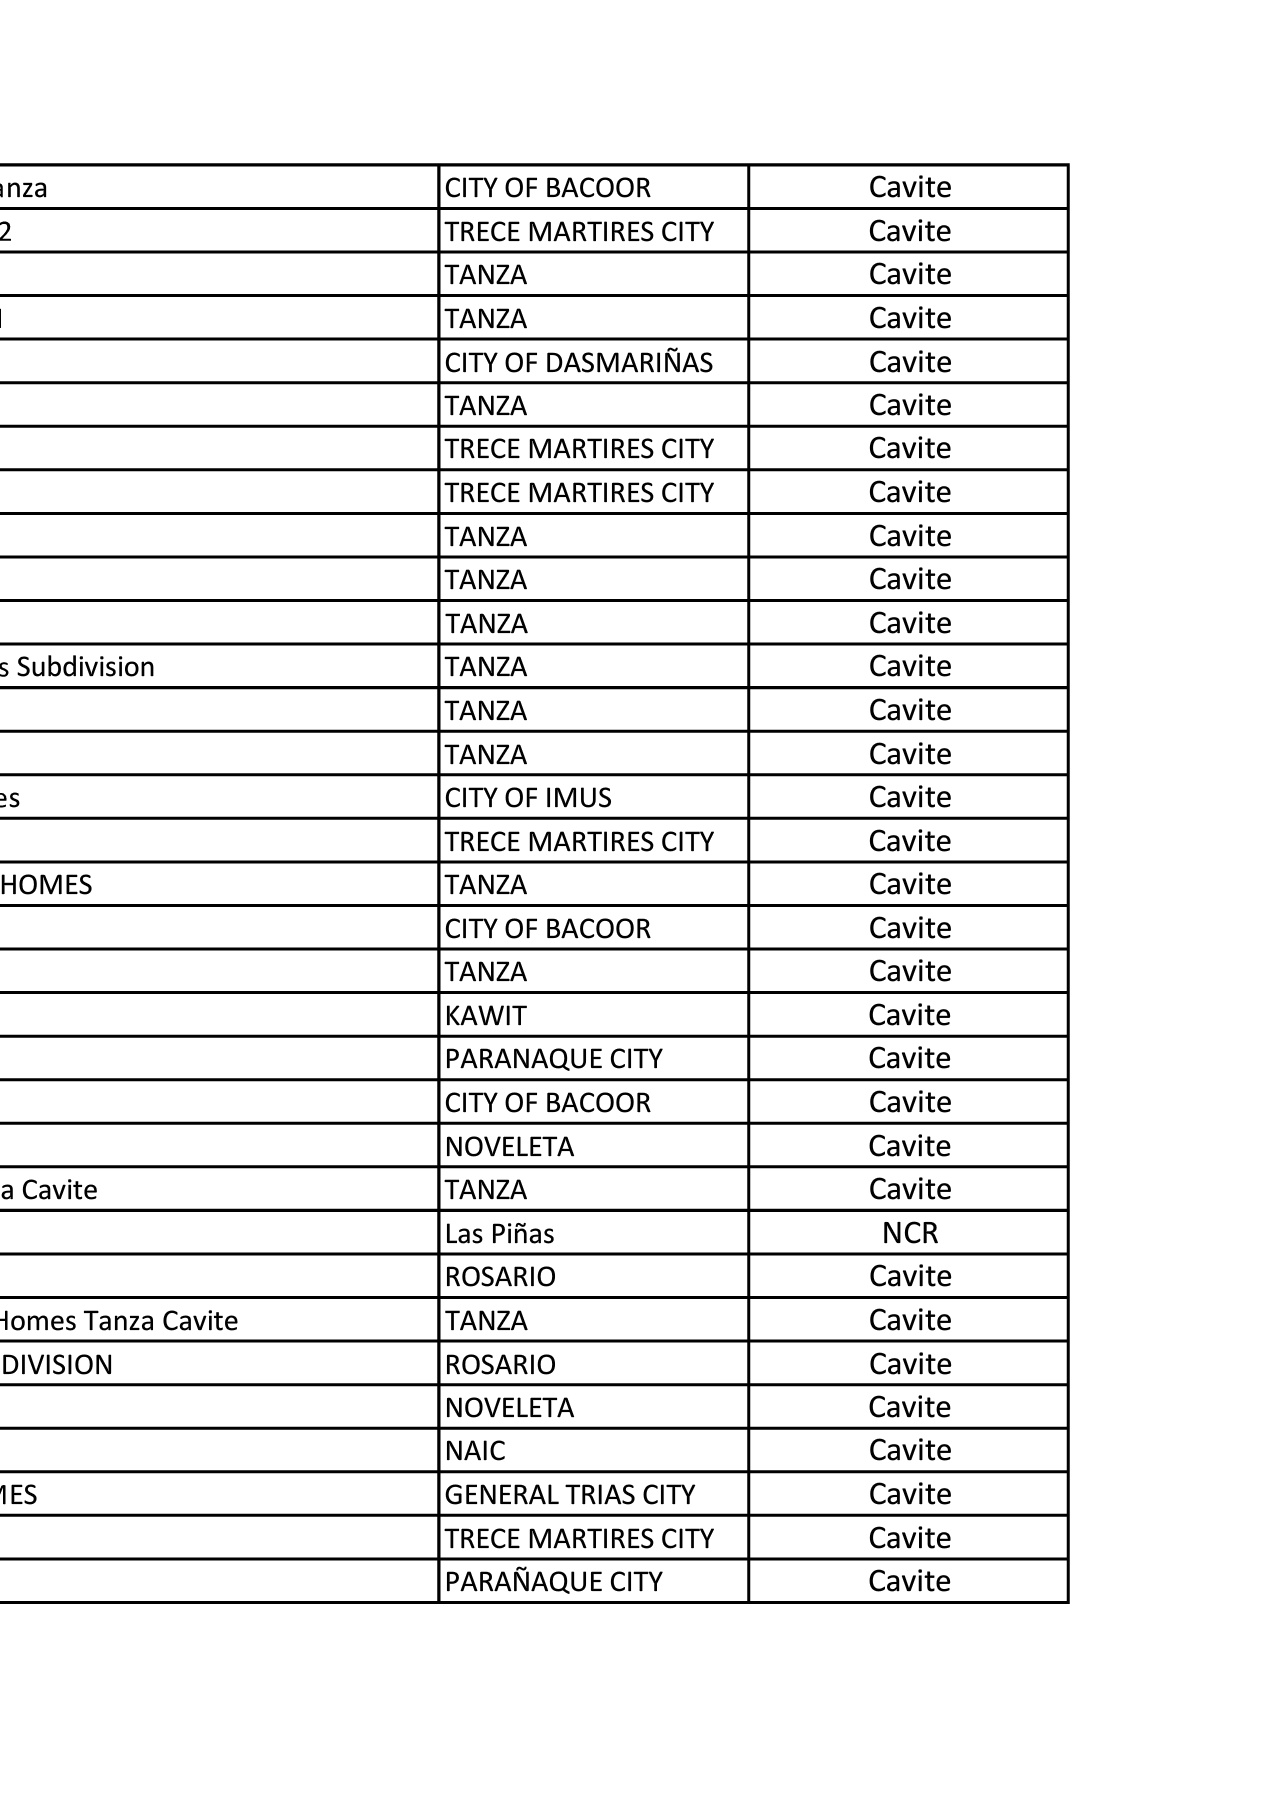 anza CITY OF BACOOR Cavite
2 TRECE MARTIRES CITY Cavite
TANZA Cavite
TANZA Cavite
CITY OF DASMARIÑAS Cavite
TANZA Cavite
TRECE MARTIRES CITY Cavite
TRECE MARTIRES CITY Cavite
TANZA Cavite
TANZA Cavite
TANZA Cavite
s Subdivision TANZA Cavite
TANZA Cavite
TANZA Cavite
es CITY OF IMUS Cavite
TRECE MARTIRES CITY Cavite
HOMES TANZA Cavite
CITY OF BACOOR Cavite
TANZA Cavite
KAWIT Cavite
PARANAQUE CITY Cavite
CITY OF BACOOR Cavite
NOVELETA Cavite
a Cavite TANZA Cavite
Las Piñas NCR
ROSARIO Cavite
Homes Tanza Cavite TANZA Cavite
DIVISION ROSARIO Cavite
NOVELETA Cavite
NAIC Cavite
MES GENERAL TRIAS CITY Cavite
TRECE MARTIRES CITY Cavite
PARAÑAQUE CITY Cavite